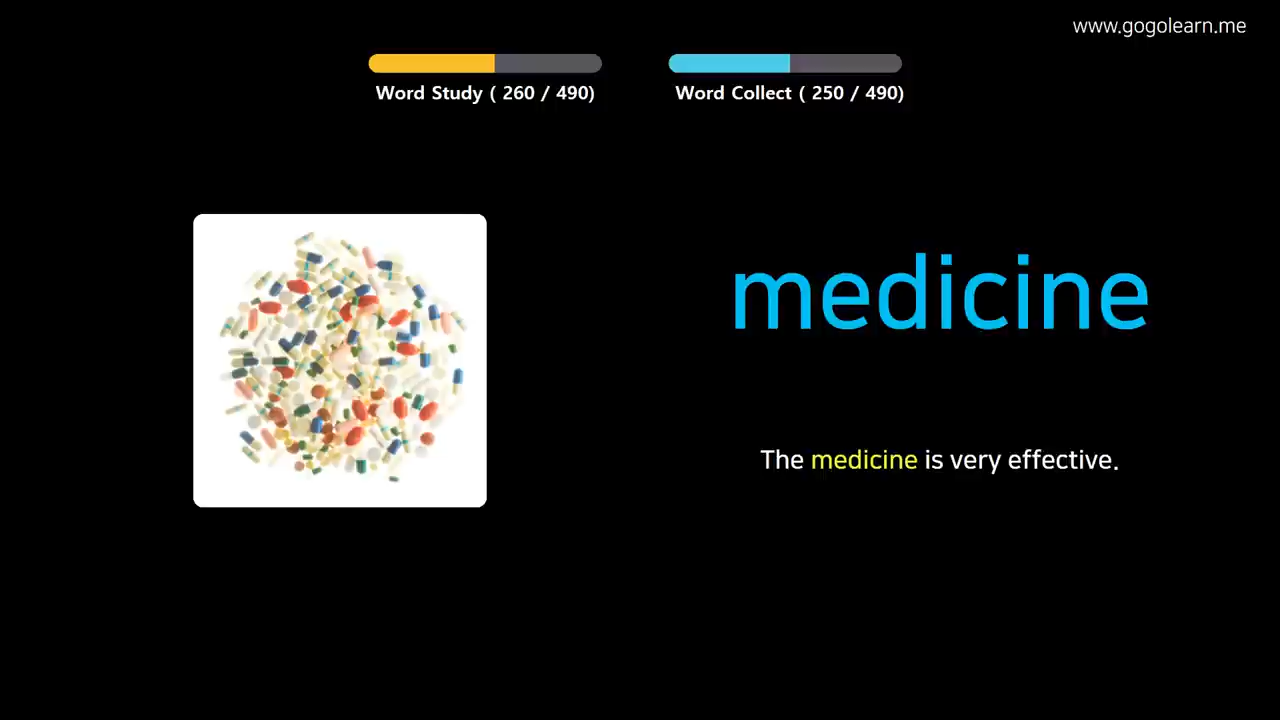 www.gogolearn.me
Word Study ( 260 / 490)
Word Collect ( 250 / 490)
medicine
The medicine is very effective.